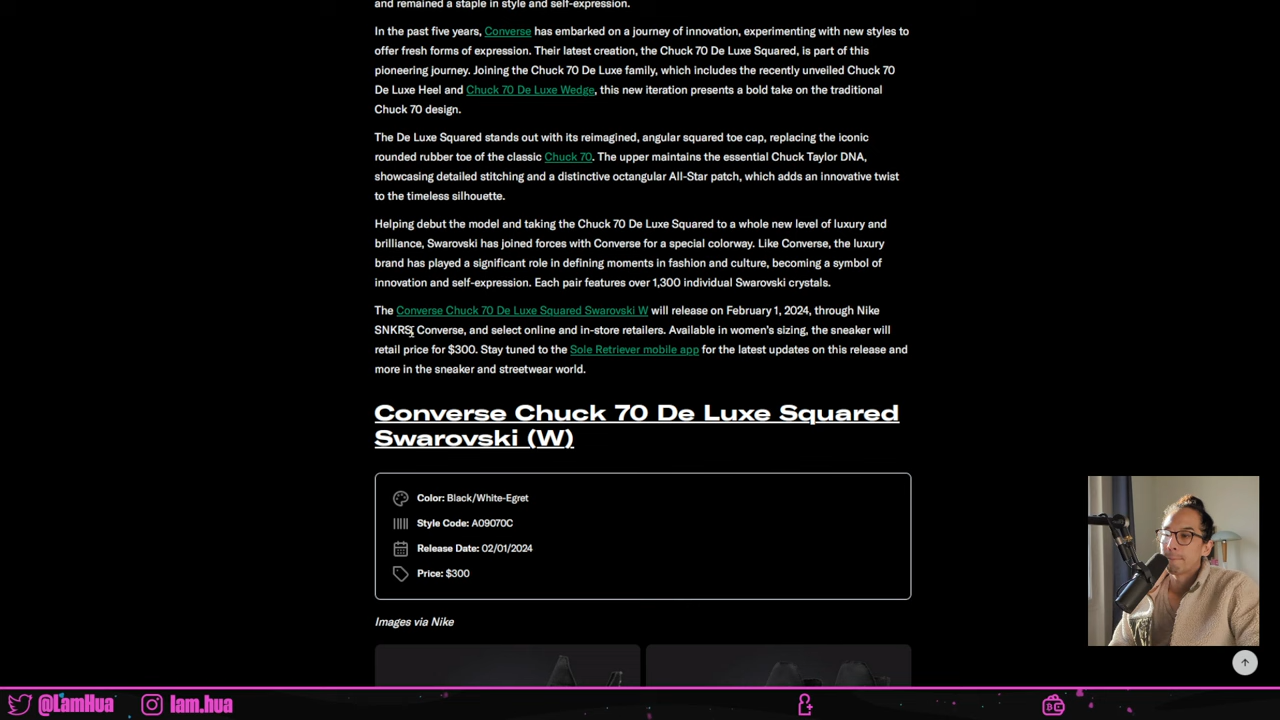 and remained a staple in style and self-expression.
In the past five years, Converse has embarked on a journey of innovation, experimenting with new styles to
offer fresh forms of expression. Their latest creation, the Chuck 70 De Luxe Squared, is part of this
pioneering journey. Joining the Chuck 70 De Luxe family, which includes the recently unveiled Chuck 70
De Luxe Heel and Chuck 70 De Luxe Wedge, this new iteration presents a bold take on the traditional
Chuck 70 design.
The De Luxe Squared stands out with its reimagined, angular squared toe cap, replacing the iconic
rounded rubber toe of the classic Chuck 70. The upper maintains the essential Chuck Taylor DNA,
showcasing detailed stitching and a distinctive octangular All-Star patch, which adds an innovative twist
to the timeless silhouette.
Helping debut the model and taking the Chuck 70 De Luxe Squared to a whole new level of luxury and
brilliance, Swarovski has joined forces with Converse for a special colorway. Like Converse, the luxury
brand has played a significant role in defining moments in fashion and culture, becoming a symbol of
innovation and self-expression. Each pair features over 1,300 individual Swarovski crystals.
The Converse Chuck 70 De Luxe Squared Swarovski W will release on February 1, 2024, through Nike
SNKRS, Converse, and select online and in-store retailers. Available in women's sizing, the sneaker will
retail price for $300. Stay tuned to the Sole Retriever mobile app for the latest updates on this release and
more in the sneaker and streetwear world.
Converse Chuck 70 De Luxe Squared
Swarovski (W)
Color: Black/White-Egret
Style Code: A09070C
Release Date: 02/01/2024
Price: $300
Images via Nike
@LamHua lam.hua